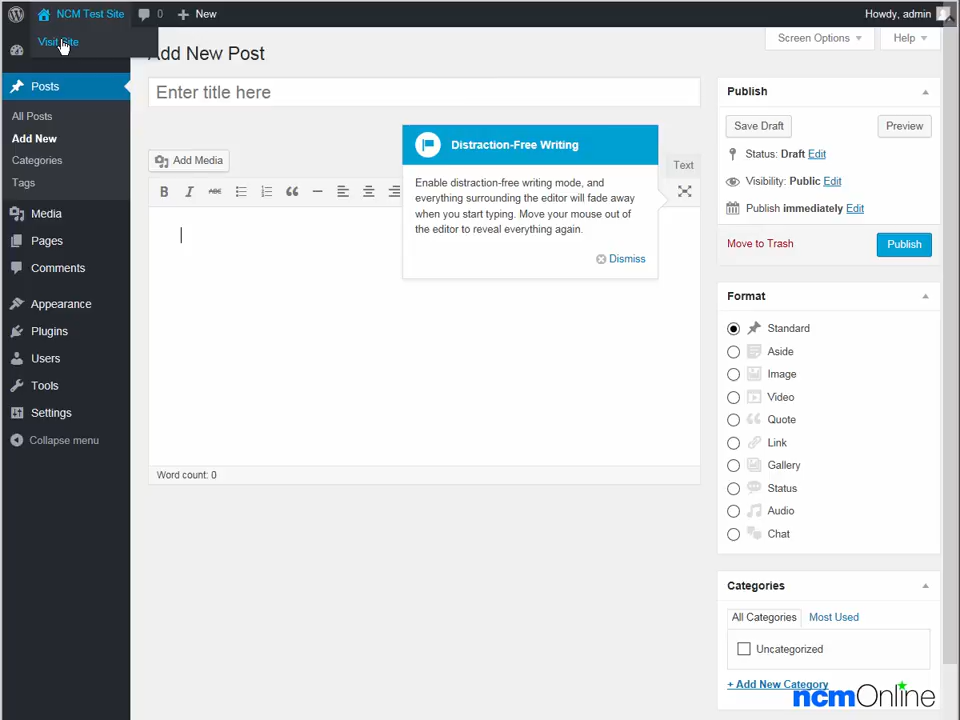 NCM Test Site
0
New
Howdy, admin
Visit Site
Screen Options
Help
Add New Post
Posts
All Posts
Add New
Categories
Tags
Media
Pages
Comments
Appearance
Plugins
Users
Tools
Settings
Collapse menu
Enter title here
Add Media
Text
B I ABC
Distraction-Free Writing
Enable distraction-free writing mode, and
everything surrounding the editor will fade away
when you start typing. Move your mouse out of
the editor to reveal everything again.
Dismiss
Word count: 0
Publish
Save Draft
Preview
Status: Draft Edit
Visibility: Public Edit
Publish immediately Edit
Move to Trash
Publish
Format
Standard
Aside
Image
Video
Quote
Link
Gallery
Status
Audio
Chat
Categories
All Categories
Most Used
Uncategorized
+ Add New Category
ncmOnline